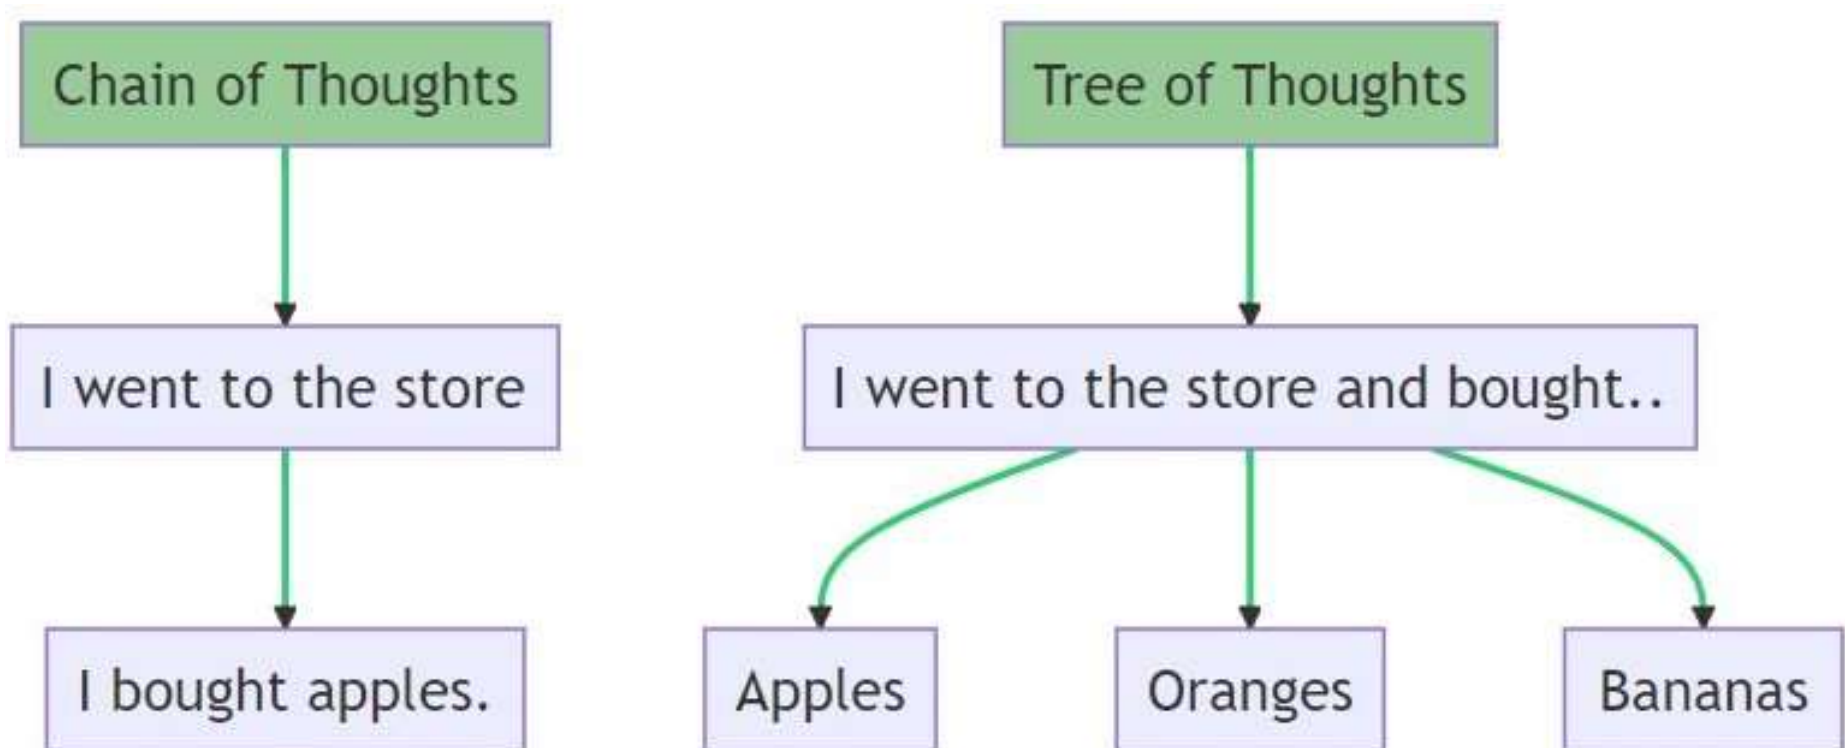 Chain of Thoughts
Tree of Thoughts
I went to the store
I went to the store and bought..
I bought apples.
Apples
Oranges
Bananas